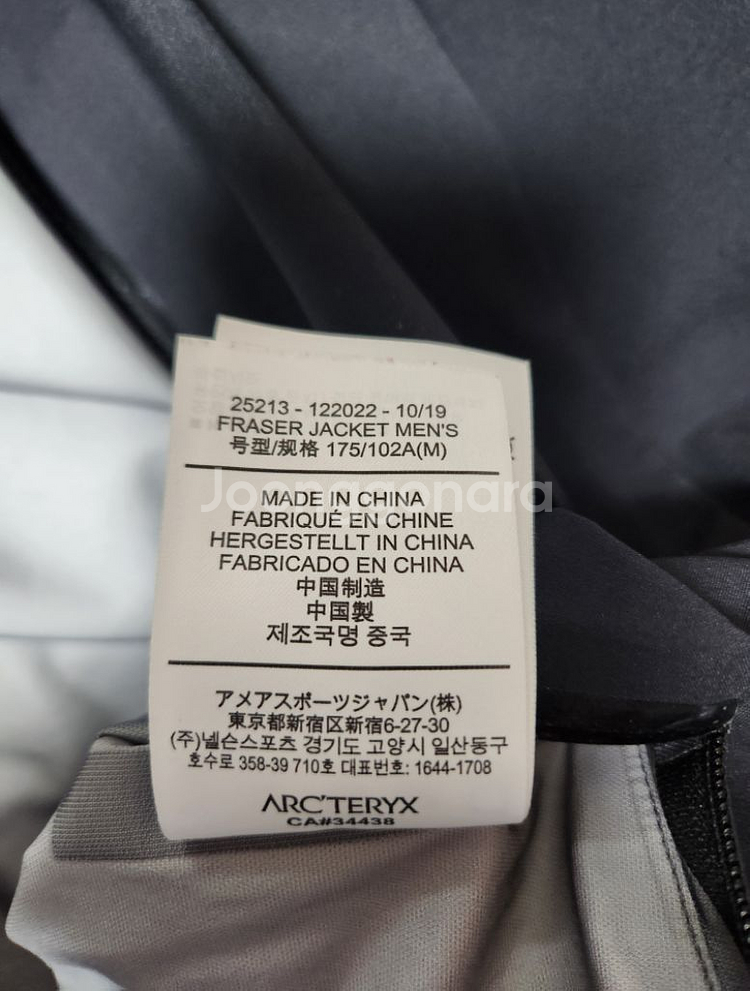 25213 - 122022 - 10/19
FRASER JACKET MEN'S
号型/规格 175/102A(M)
Joonggonara
MADE IN CHINA
FABRIQUÉ EN CHINE
HERGESTELLT IN CHINA
FABRICADO EN CHINA
中国制造
中国製
제조국명 중국
アメアスポーツジャパン(株)
東京都新宿区新宿6-27-30
(주)넬슨스포츠 경기도 고양시 일산동구
호수로 358-39 710호 대표번호: 1644-1708
ARC'TERYX
CA#34438